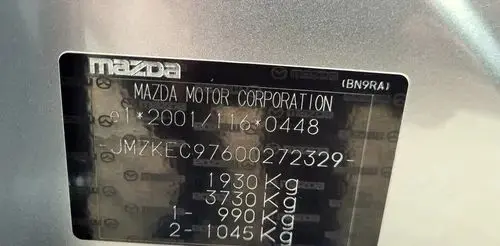 mazda
(BN9RA)
MAZDA MOTOR CORPORATION
e1*2001/116*0448
-JMZKEC97600272329-
1930 Kg
3730 Kg
1- 990 Kg
2- 1045 Kg